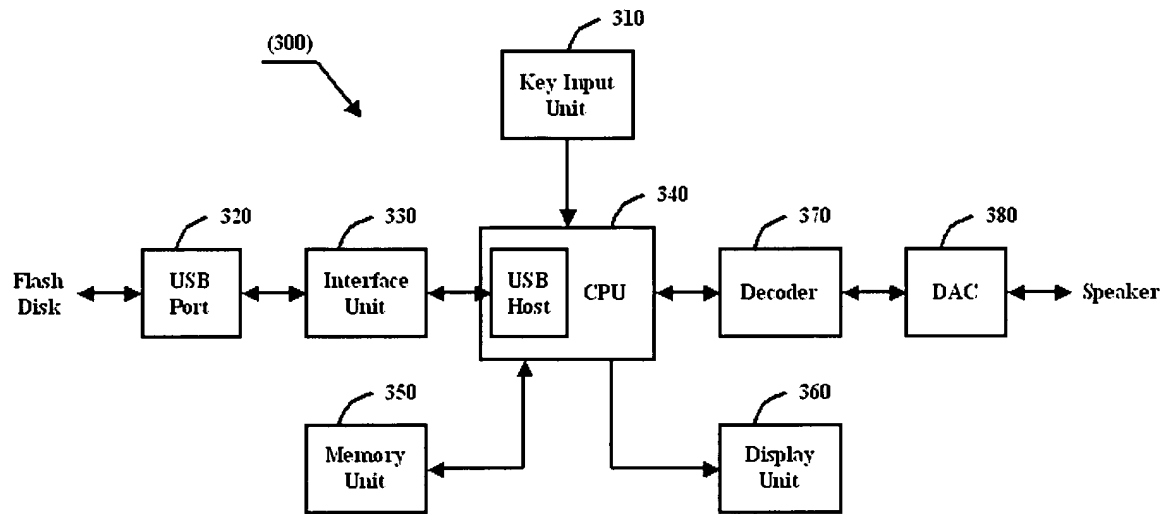 (300)
310
Key Input
Unit
320
330
340
370
380
Flash
Disk
USB
Port
Interface
Unit
USB
Host
CPU
Decoder
DAC
Speaker
350
360
Memory
Unit
Display
Unit